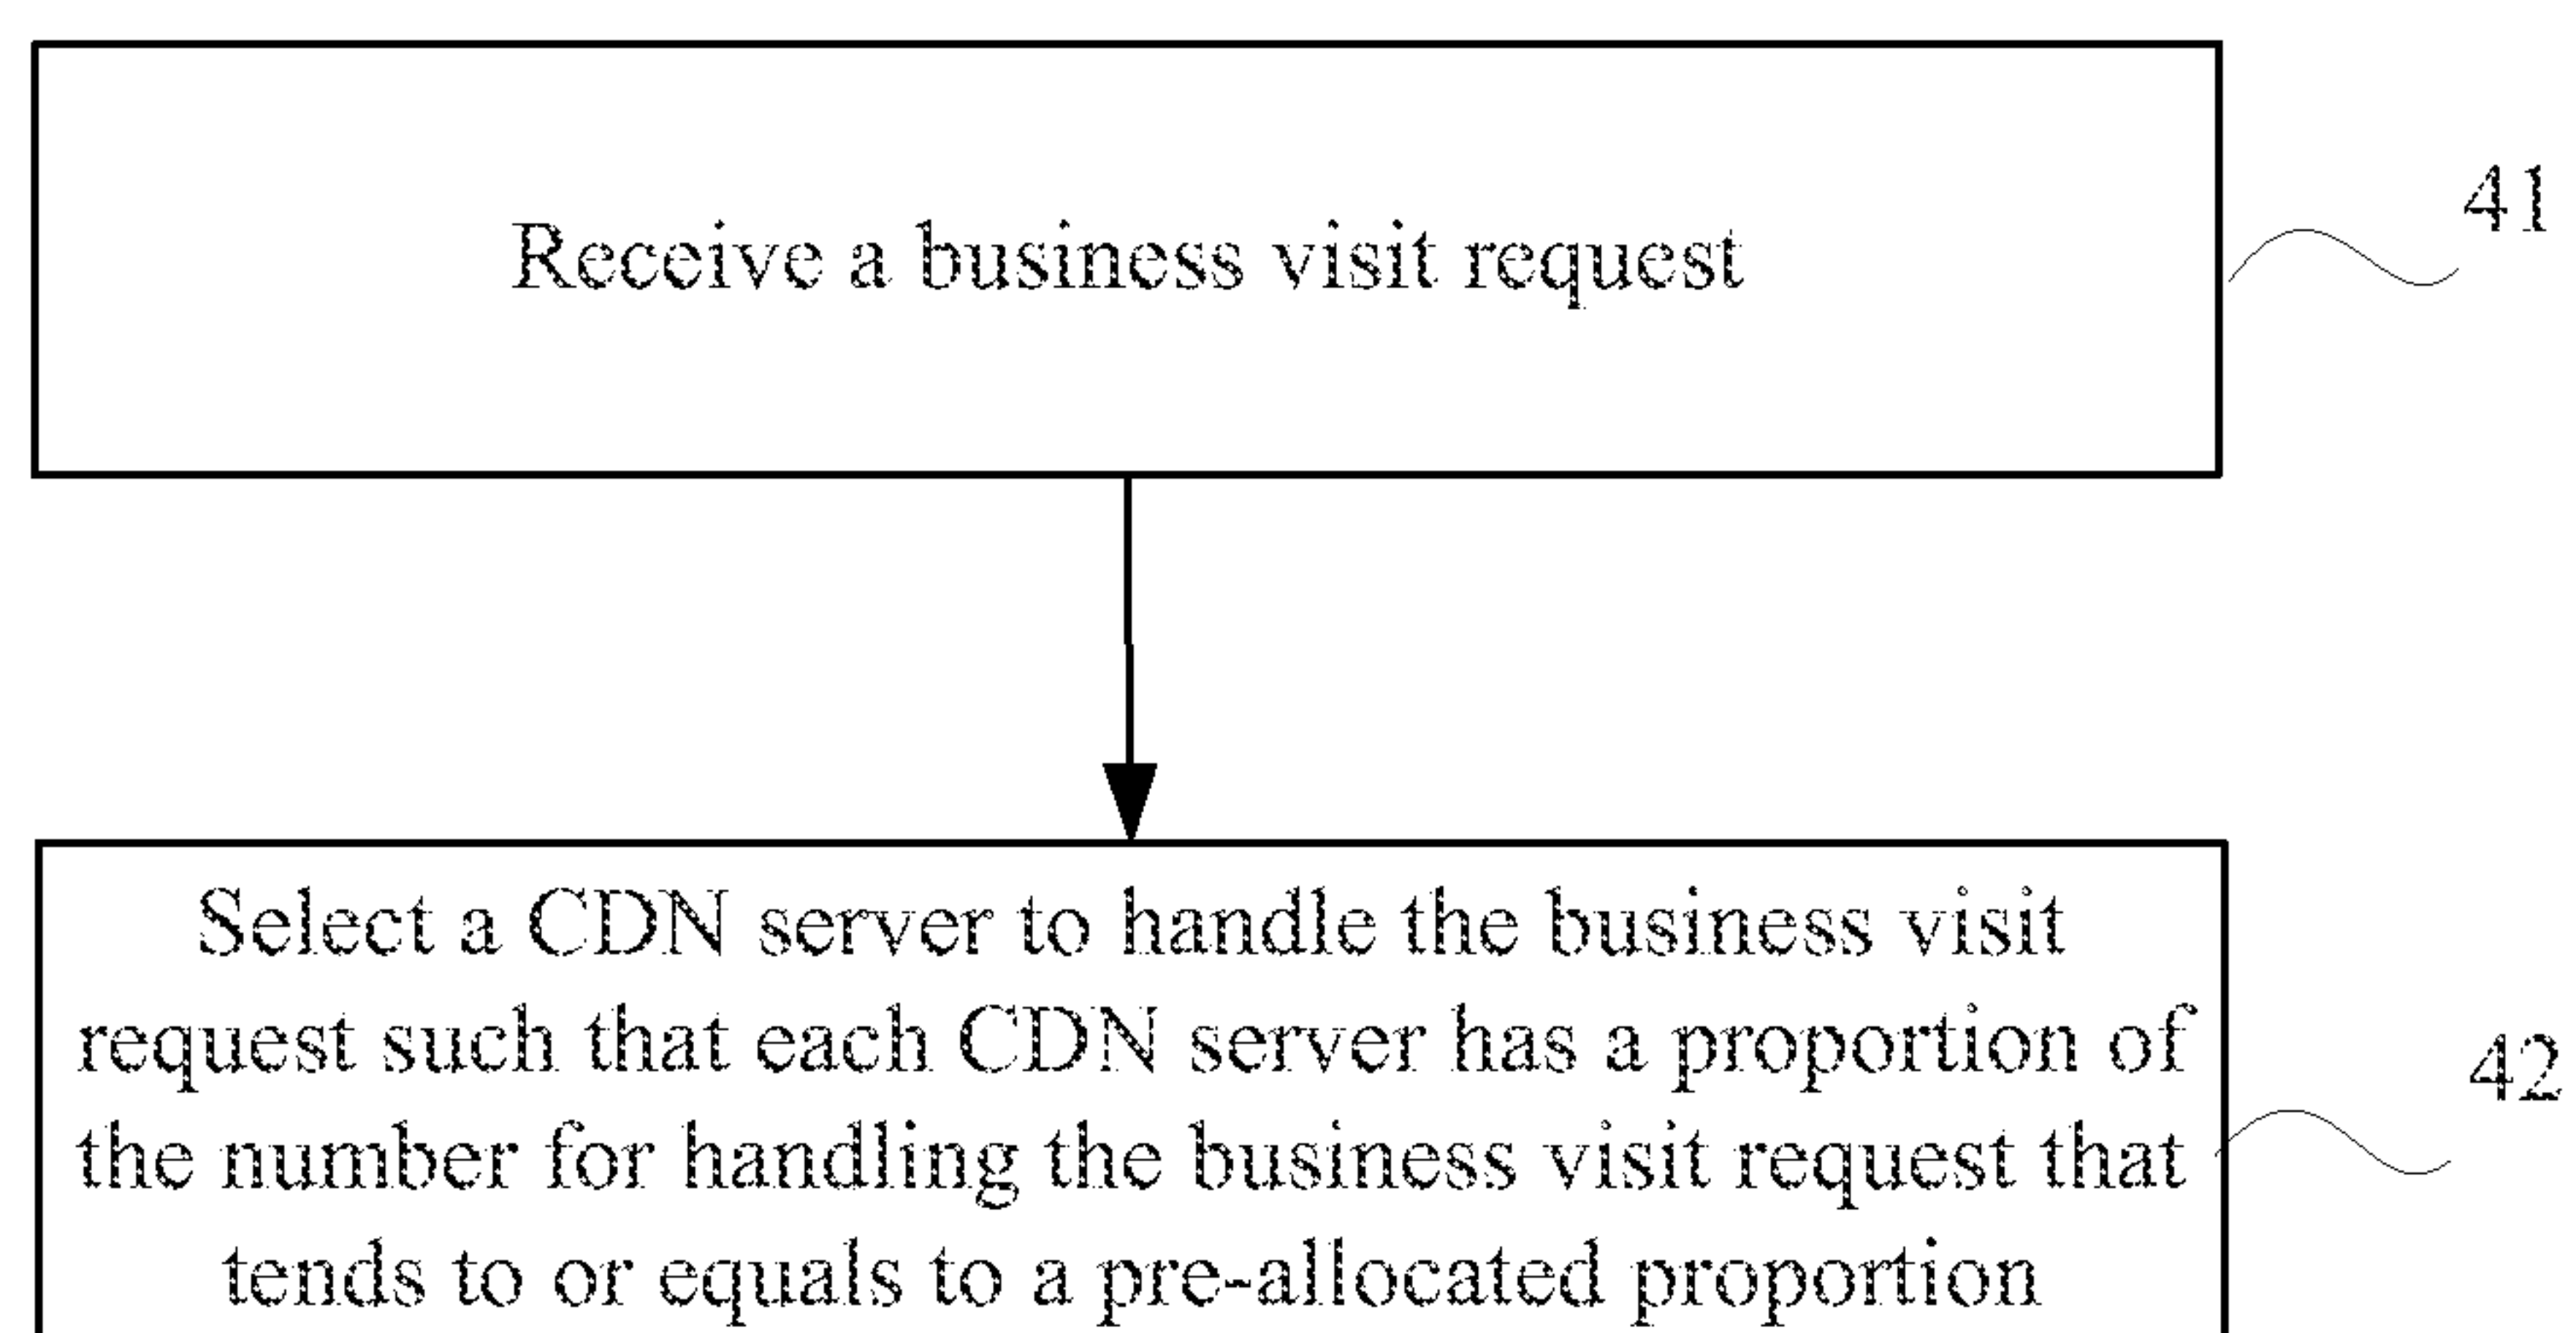 Receive a business visit request
41
Select a CDN server to handle the business visit
request such that each CDN server has a proportion of
the number for handling the business visit request that
tends to or equals to a pre-allocated proportion
42